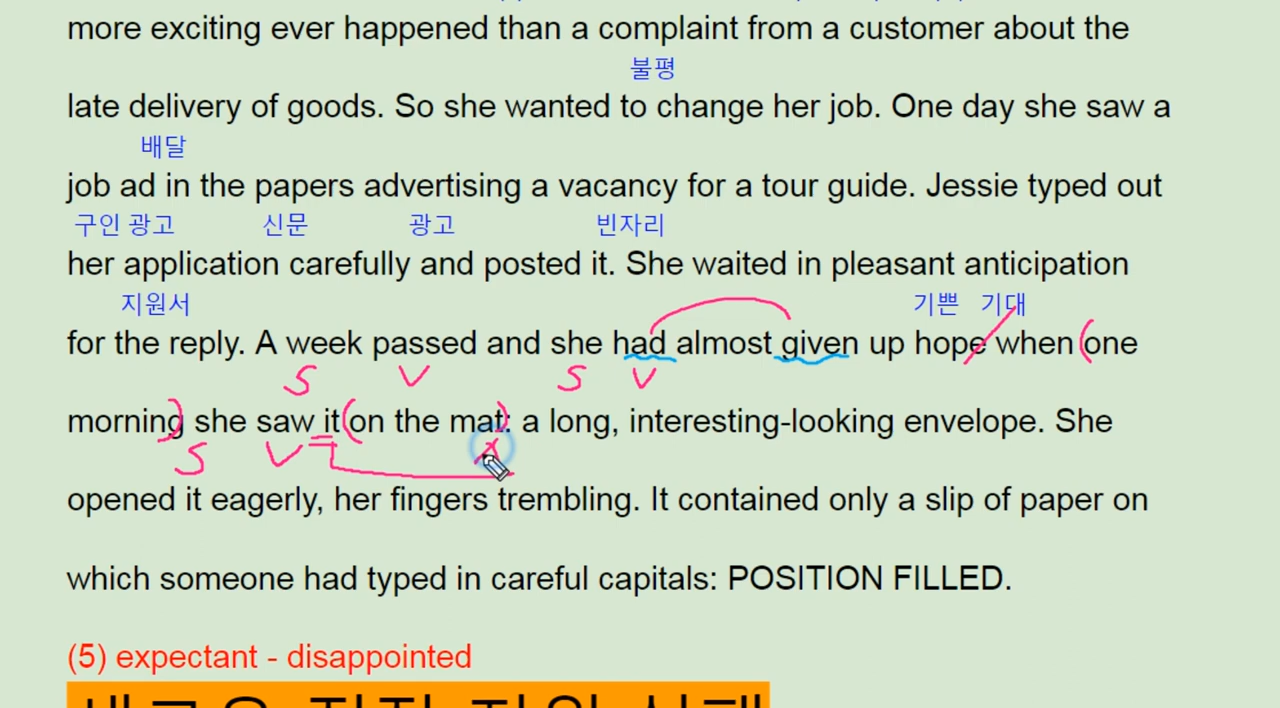 more exciting ever happened than a complaint from a customer about the
불평
late delivery of goods. So she wanted to change her job. One day she saw a
배달
job ad in the papers advertising a vacancy for a tour guide. Jessie typed out
구인 광고 신문 광고 빈자리
her application carefully and posted it. She waited in pleasant anticipation
지원서 기쁜 기대
for the reply. A week passed and she had almost given up hope when (one
S V S V
morning) she saw it (on the mat): a long, interesting-looking envelope. She
S V
opened it eagerly, her fingers trembling. It contained only a slip of paper on
which someone had typed in careful capitals: POSITION FILLED.
(5) expectant - disappointed